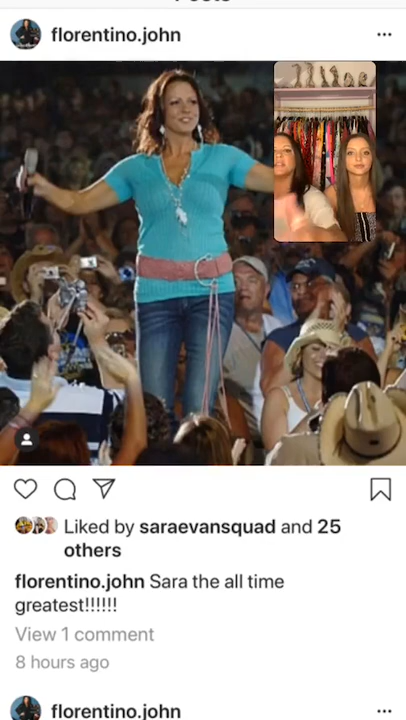 florentino.john
Liked by saraevansquad and 25
others
florentino.john Sara the all time
greatest!!!!!!
View 1 comment
8 hours ago
florentino.john